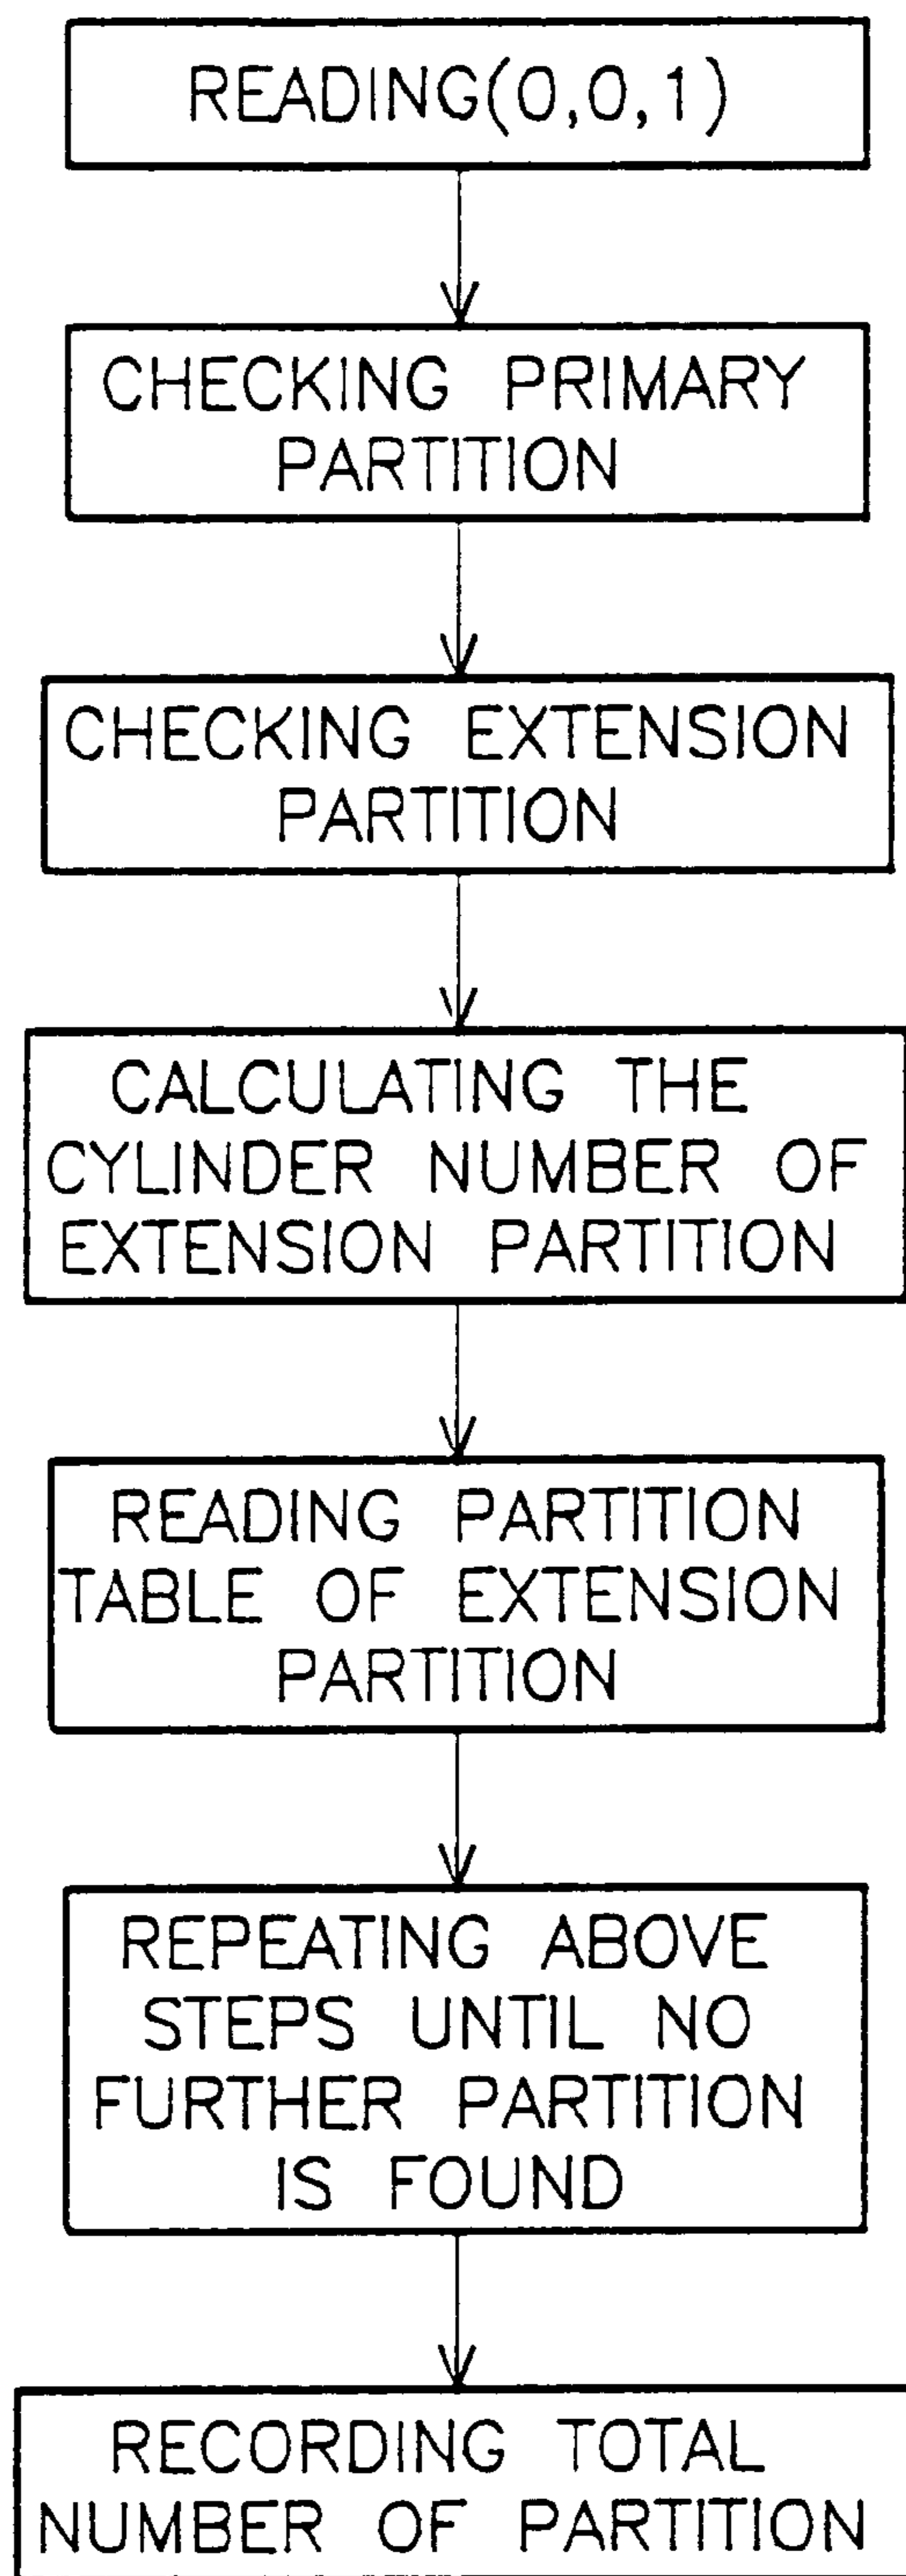 READING(0,0,1)
CHECKING PRIMARY
PARTITION
CHECKING EXTENSION
PARTITION
CALCULATING THE
CYLINDER NUMBER OF
EXTENSION PARTITION
READING PARTITION
TABLE OF EXTENSION
PARTITION
REPEATING ABOVE
STEPS UNTIL NO
FURTHER PARTITION
IS FOUND
RECORDING TOTAL
NUMBER OF PARTITION